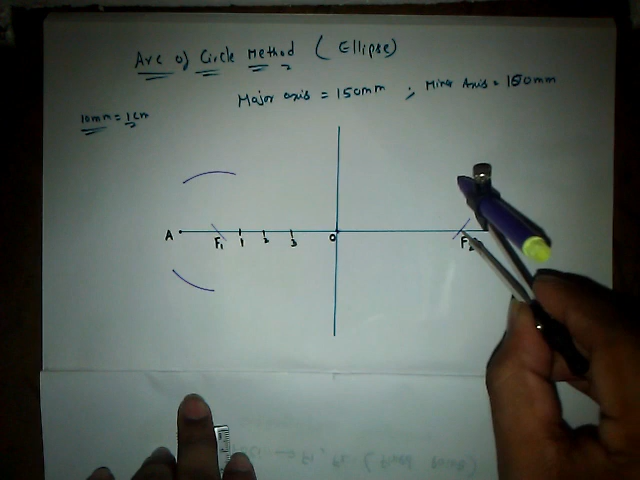 Arc of Circle Method ( Ellipse)
Major axis = 150mm ; Minor Axis = 100mm
10mm = 1cm
A F₁ 1 2 3 O F₂